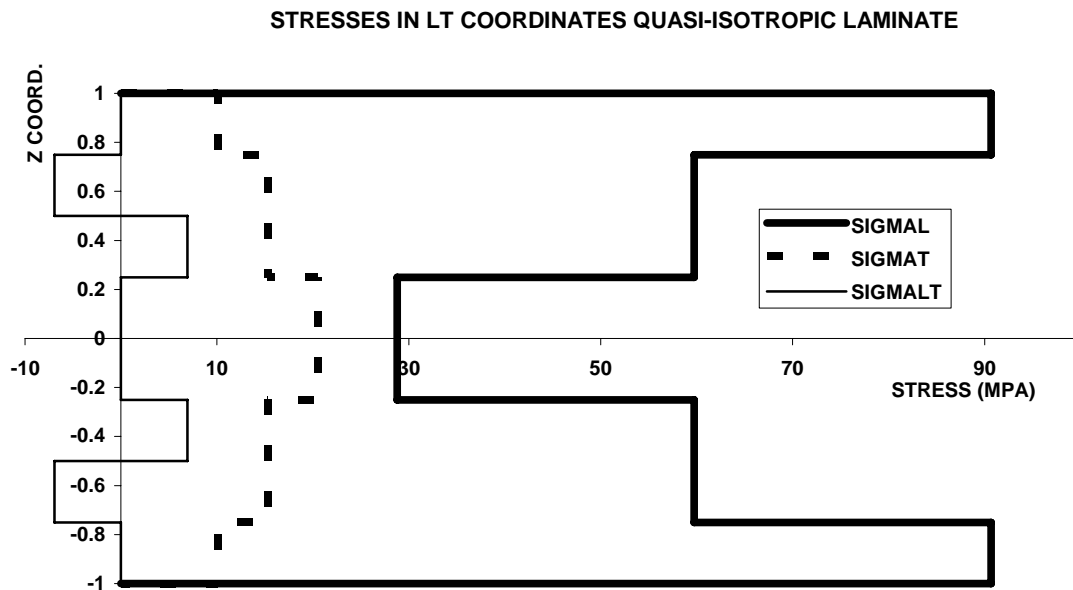 STRESSES IN LT COORDINATES QUASI-ISOTROPIC LAMINATE
Z COORD.
1
0.8
0.6
0.4
0.2
0
-0.2
-0.4
-0.6
-0.8
-1
-10 10 30 50 70 90
STRESS (MPA)
SIGMAL
SIGMAT
SIGMALT